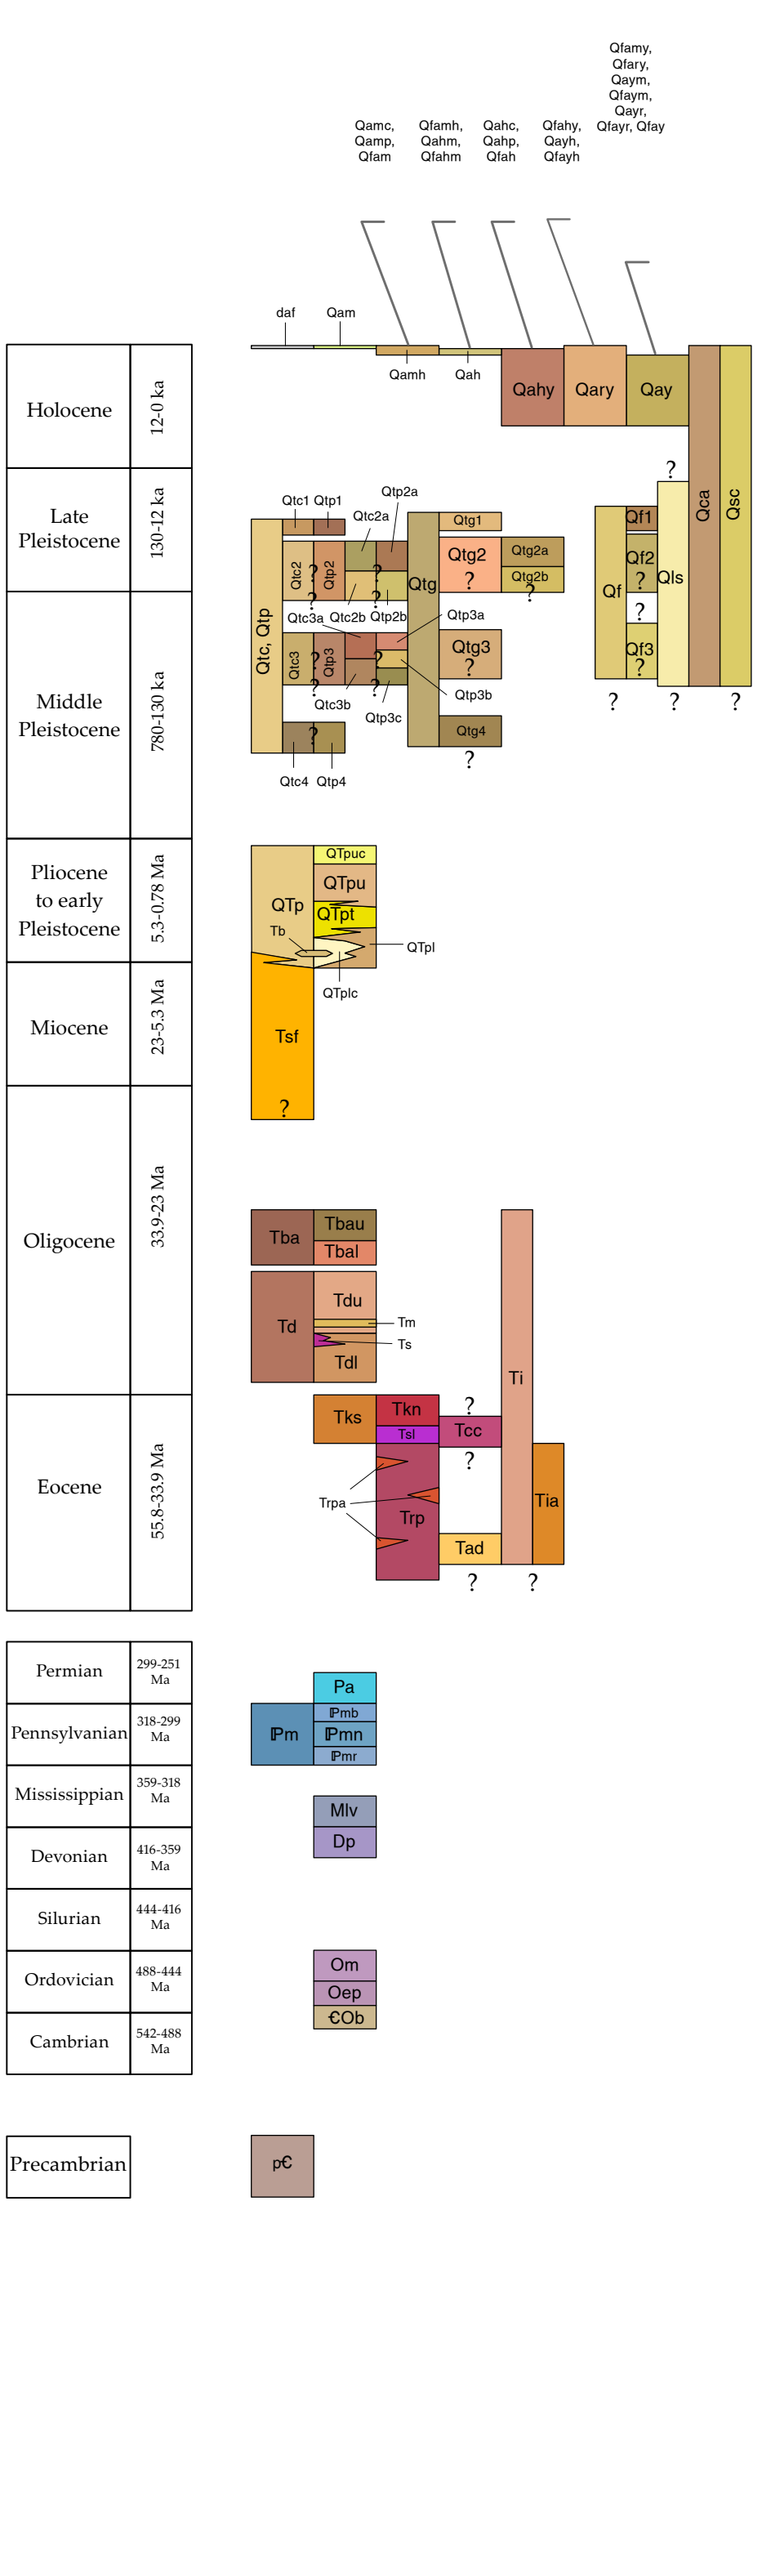 Qfamy,
Qfary,
Qaym,
Qfaym,
Qayr,
Qfayr, Qfay
Qamc,
Qamp,
Qfam
Qfamh,
Qahm,
Qfahm
Qahc,
Qahp,
Qfah
Qfahy,
Qayh,
Qfayh
daf
Qam
Qamh
Qah
Qahy
Qary
Qay
Qca
Qsc
Holocene
12-0 ka
Late
Pleistocene
130-12 ka
Middle
Pleistocene
780-130 ka
?
Qtc1
Qtp1
Qtc2a
Qtp2a
Qtc, Qtp
Qtc2
?
Qtp2
?
?
?
Qtc2b
Qtp2b
Qtg
Qtg1
Qtg2
?
Qtg2a
Qtg2b
?
Qf
Qf1
Qf2
?
?
Qf3
?
Qls
?
?
?
Qtc3a
Qtp3a
Qtc3
?
Qtp3
?
?
?
Qtc3b
Qtp3b
Qtp3c
Qtg3
?
Qtg4
?
?
Qtc4
Qtp4
Pliocene
to early
Pleistocene
5.3-0.78 Ma
QTp
QTpuc
QTpu
QTpt
Tb
QTpl
QTplc
Miocene
23-5.3 Ma
Tsf
?
Oligocene
33.9-23 Ma
Tba
Tbau
Tbal
Td
Tdu
Tm
Ts
Tdl
Ti
Eocene
55.8-33.9 Ma
Tks
Tkn
Tsl
?
Tcc
?
Trpa
Trp
Tad
?
Tia
?
Permian
299-251
Ma
Pa
Pennsylvanian
318-299
Ma
ℙm
ℙmb
ℙmn
ℙmr
Mississippian
359-318
Ma
Mlv
Devonian
416-359
Ma
Dp
Silurian
444-416
Ma
Ordovician
488-444
Ma
Om
Oep
Cambrian
542-488
Ma
ЄOb
Precambrian
pЄ